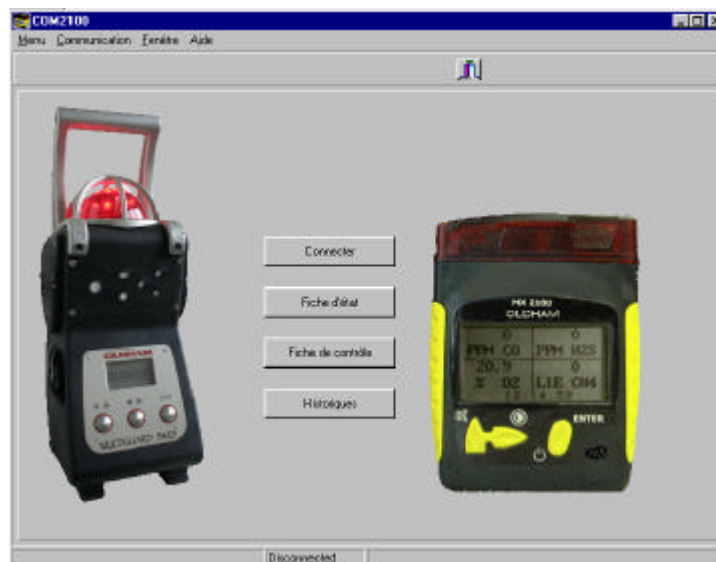 COM2100
Menu Communication Fenêtre Aide
Connecter
Fiche d'état
Fiche de contrôle
Historiques
OLDHAM
MX 2100
OLDHAM
0 0
PPM CO PPM H2S
20.9 0
% O2 LIE CH4
ENTER
Disconnected